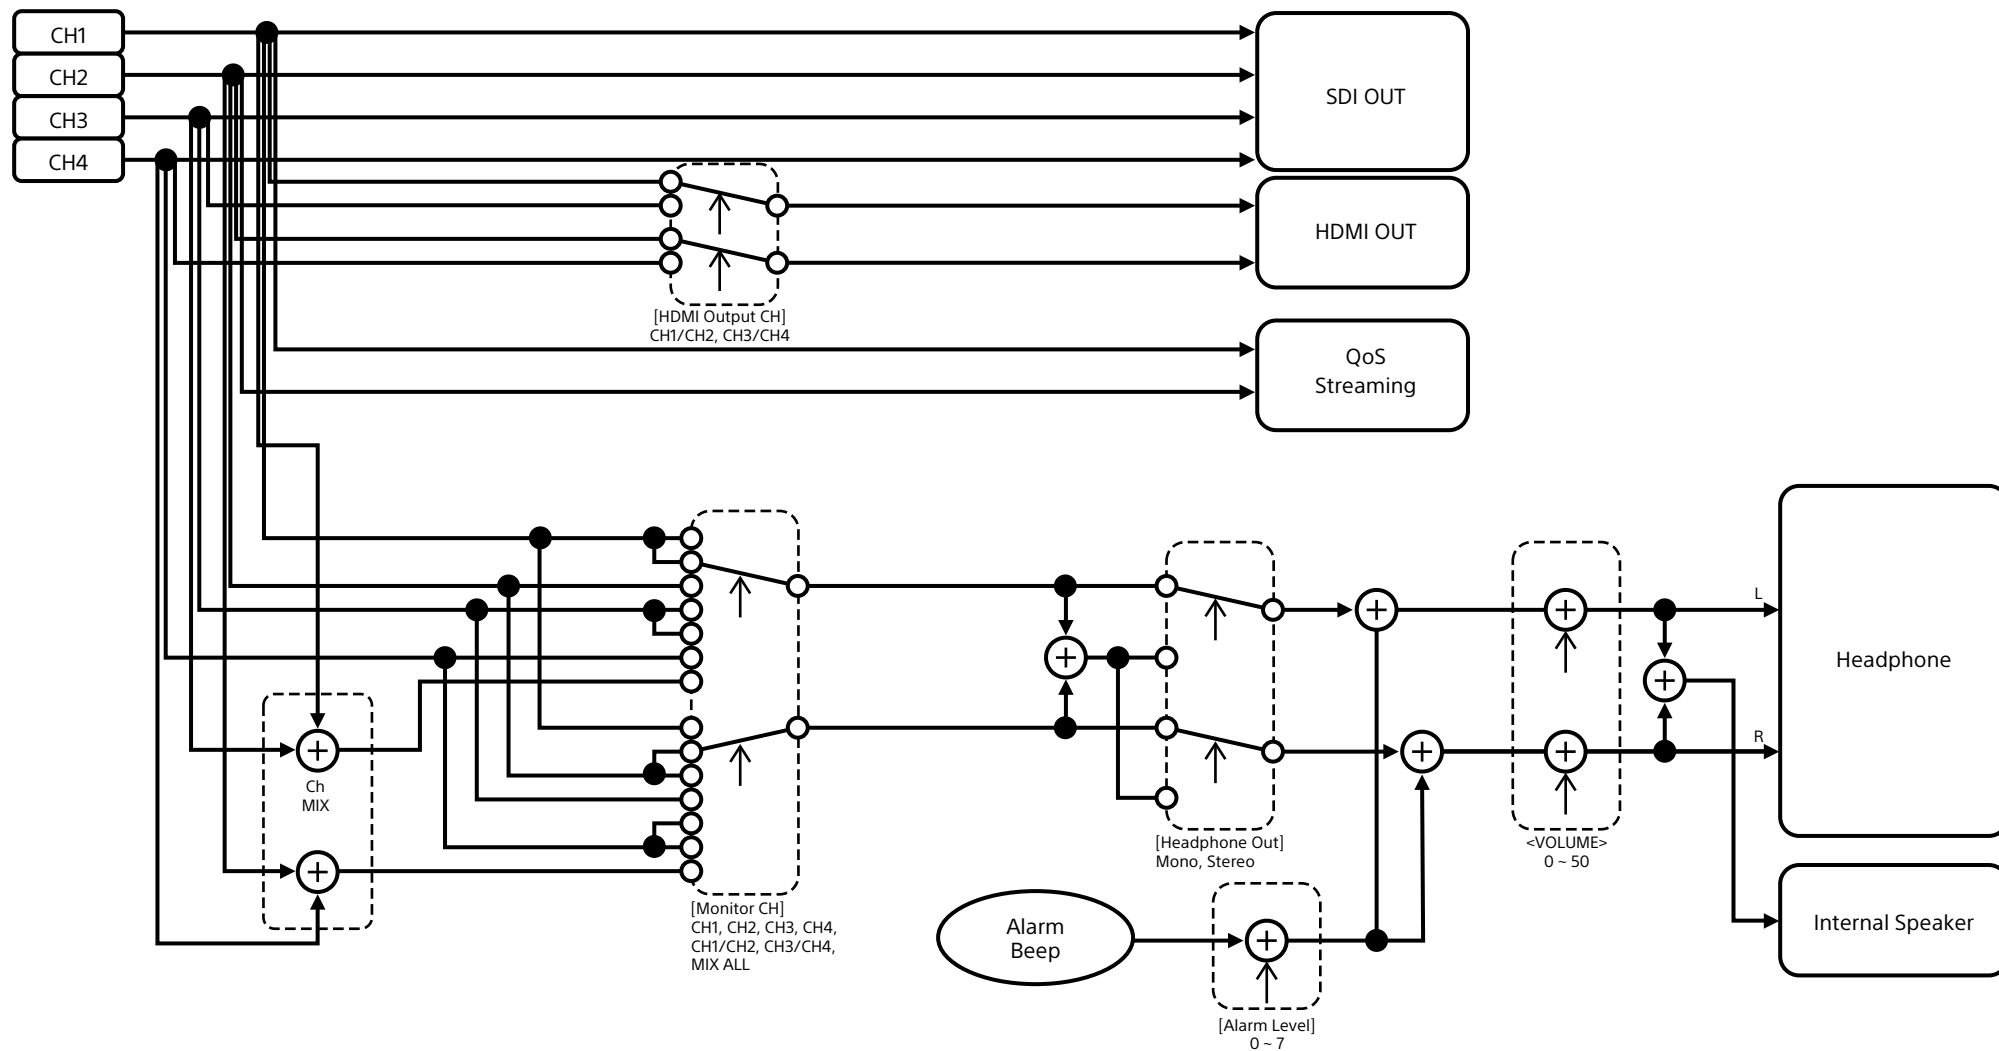 CH1
CH2
CH3
CH4
SDI OUT
HDMI OUT
[HDMI Output CH]
CH1/CH2, CH3/CH4
QoS
Streaming
Ch
MIX
[Monitor CH]
CH1, CH2, CH3, CH4,
CH1/CH2, CH3/CH4,
MIX ALL
[Headphone Out]
Mono, Stereo
Alarm
Beep
[Alarm Level]
0 ~ 7
<VOLUME>
0 ~ 50
L
R
Headphone
Internal Speaker